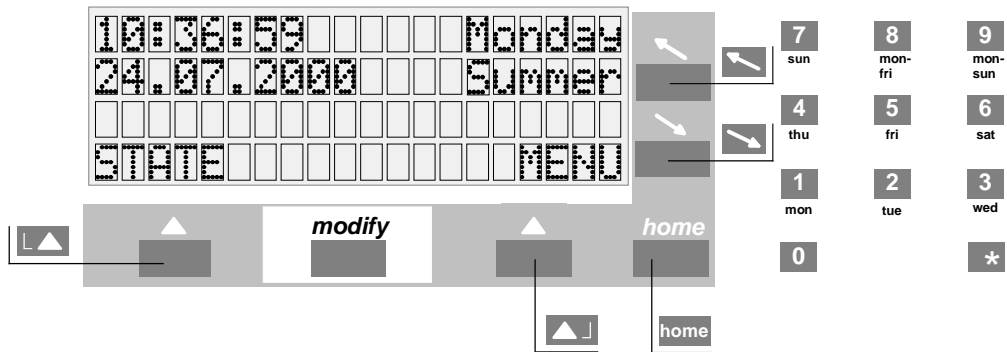 10:36:59 Monday
24.07.2000 Summer
STATE MENU
modify
home
home
7 8 9
sun mon-fri mon-sun
4 5 6
thu fri sat
1 2 3
mon tue wed
0 *